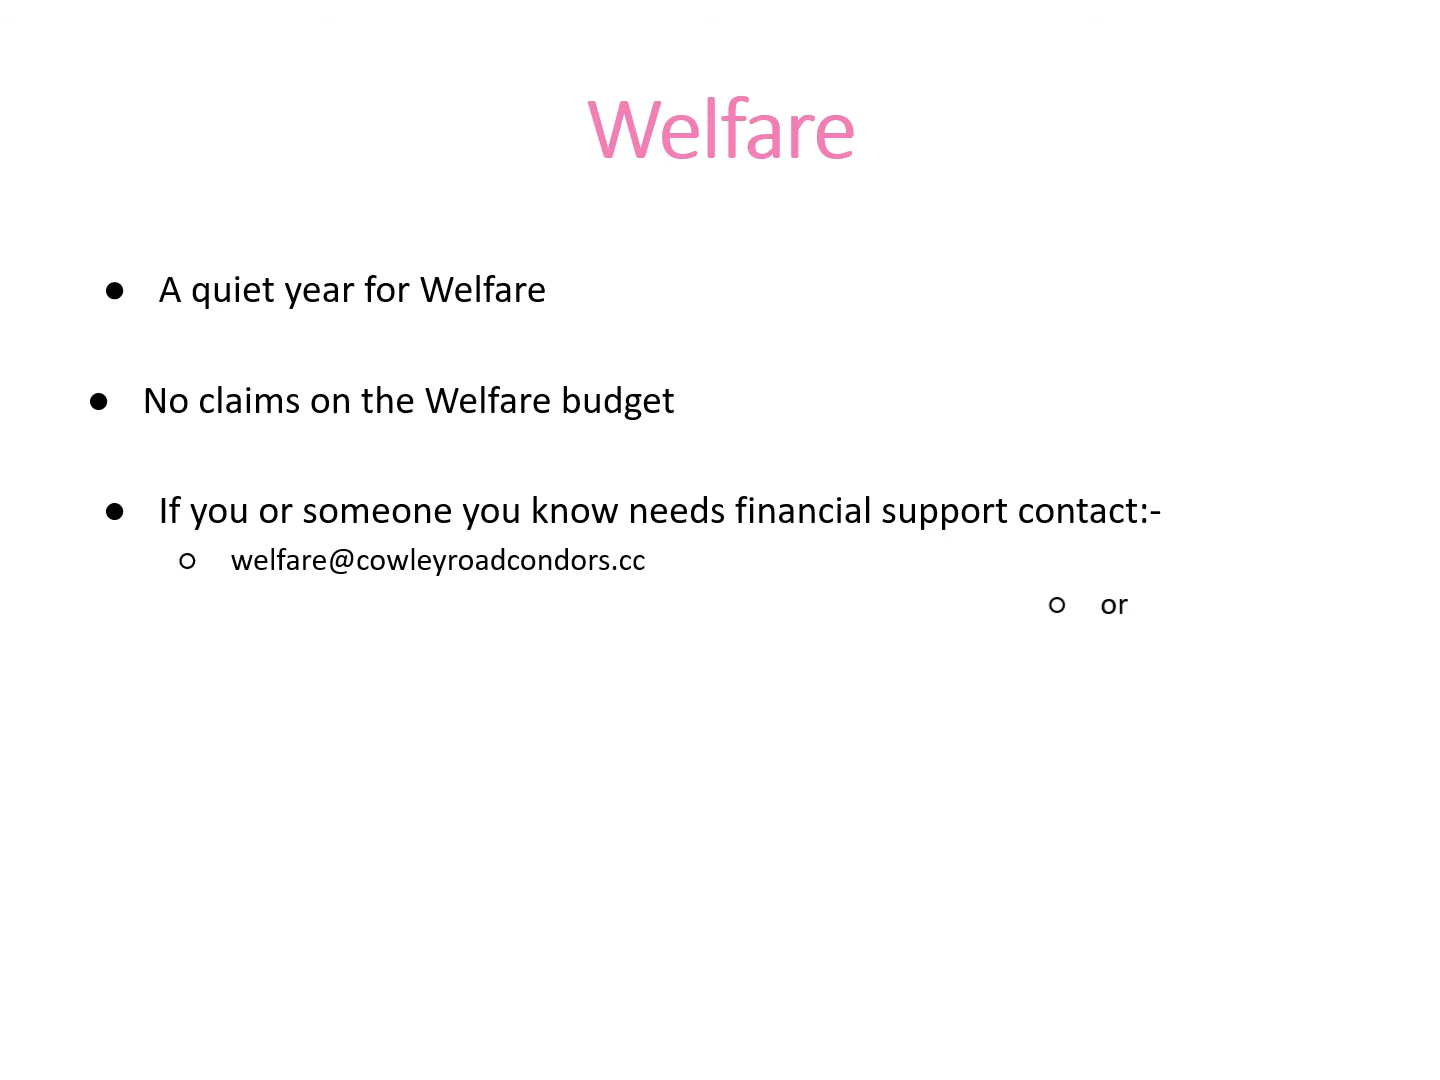 Welfare
● A quiet year for Welfare
● No claims on the Welfare budget
● If you or someone you know needs financial support contact:-
○ welfare@cowleyroadcondors.cc
○ or